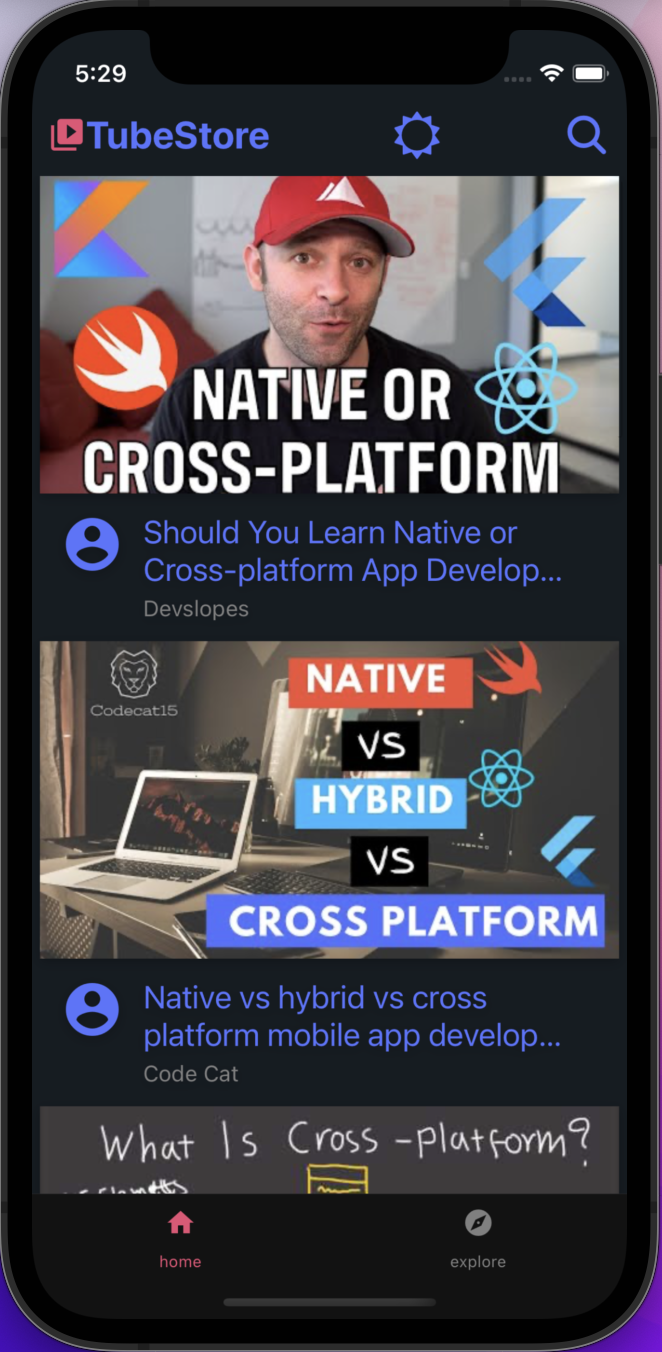 5:29
TubeStore
NATIVE OR
CROSS-PLATFORM
Should You Learn Native or
Cross-platform App Develop...
Devslopes
Codecat15
NATIVE
VS
HYBRID
VS
CROSS PLATFORM
Native vs hybrid vs cross
platform mobile app develop...
Code Cat
What Is Cross-platform?
home
explore